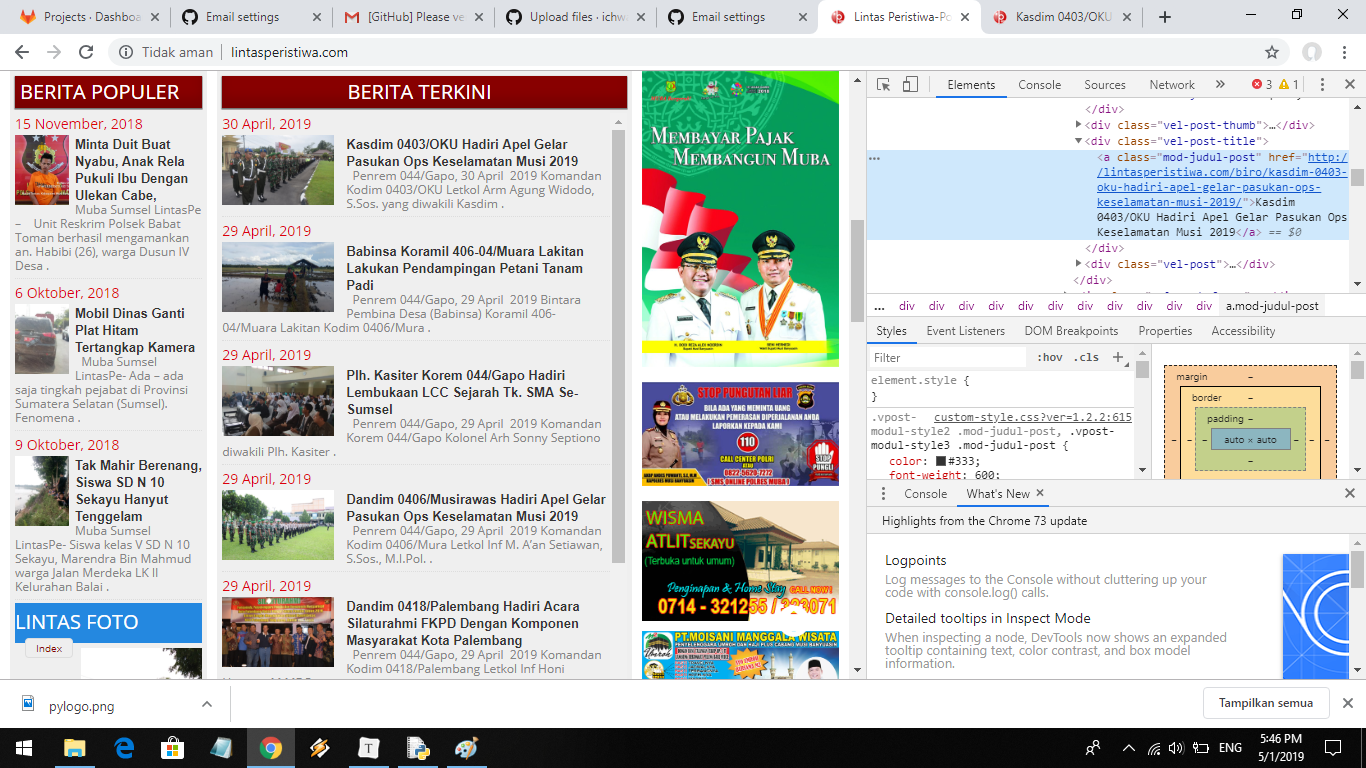 Projects · Dashboa
Email settings
[GitHub] Please ve
Upload files · ichw
Email settings
Lintas Peristiwa-Po
Kasdim 0403/OKU
Tidak aman
lintasperistiwa.com
BERITA POPULER
15 November, 2018
Minta Duit Buat
Nyabu, Anak Rela
Pukuli Ibu Dengan
Ulekan Cabe,
Muba Sumsel LintasPe
– Unit Reskrim Polsek Babat
Toman berhasil mengamankan
an. Habibi (26), warga Dusun IV
Desa .
6 Oktober, 2018
Mobil Dinas Ganti
Plat Hitam
Tertangkap Kamera
Muba Sumsel
LintasPe- Ada – ada
saja tingkah pejabat di Provinsi
Sumatera Selatan (Sumsel).
Fenomena .
9 Oktober, 2018
Tak Mahir Berenang,
Siswa SD N 10
Sekayu Hanyut
Tenggelam
Muba Sumsel
LintasPe- Siswa kelas V SD N 10
Sekayu, Marendra Bin Mahmud
warga Jalan Merdeka LK II
Kelurahan Balai .
LINTAS FOTO
Index
BERITA TERKINI
30 April, 2019
Kasdim 0403/OKU Hadiri Apel Gelar
Pasukan Ops Keselamatan Musi 2019
Penrem 044/Gapo, 30 April 2019 Komandan
Kodim 0403/OKU Letkol Arm Agung Widodo,
S.Sos. yang diwakili Kasdim .
29 April, 2019
Babinsa Koramil 406-04/Muara Lakitan
Lakukan Pendampingan Petani Tanam
Padi
Penrem 044/Gapo, 29 April 2019 Bintara
Pembina Desa (Babinsa) Koramil 406-
04/Muara Lakitan Kodim 0406/Mura .
29 April, 2019
Plh. Kasiter Korem 044/Gapo Hadiri
Lembukaan LCC Sejarah Tk. SMA Se-
Sumsel
Penrem 044/Gapo, 29 April 2019 Komandan
Korem 044/Gapo Kolonel Arh Sonny Septiono
diwakili Plh. Kasiter .
29 April, 2019
Dandim 0406/Musirawas Hadiri Apel Gelar
Pasukan Ops Keselamatan Musi 2019
Penrem 044/Gapo, 29 April 2019 Komandan
Kodim 0406/Mura Letkol Inf M. A’an Setiawan,
S.Sos., M.I.Pol. .
29 April, 2019
Dandim 0418/Palembang Hadiri Acara
Silaturahmi FKPD Dengan Komponen
Masyarakat Kota Palembang
Penrem 044/Gapo, 29 April 2019 Komandan
Kodim 0418/Palembang Letkol Inf Honi
MEMBAYAR PAJAK
MEMBANGUN MUBA
STOP PUNGUTAN LIAR
BILA ADA YANG MEMINTA UANG
ATAU MELAKUKAN PEMERASAN DIPERJALANAN ANDA
LAPORKAN KEPADA KAMI
110
CALL CENTER POLRI
ATAU
0822-5620-7272
( SMS ONLINE POLRES MUBA )
STOP
PUNGLI
WISMA
ATLIT SEKAYU
(Terbuka untuk umum)
Penginapan & Home Stay CALL NOW !
0714 - 321255 / 323071
PT.MOISANI MANGGALA WISATA
Elements
Console
Sources
Network
3
1
</div>
<div class="vel-post-thumb">…</div>
<div class="vel-post-title">
<a class="mod-judul-post" href="http:/
/lintasperistiwa.com/biro/kasdim-0403-
oku-hadiri-apel-gelar-pasukan-ops-
keselamatan-musi-2019/">Kasdim
0403/OKU Hadiri Apel Gelar Pasukan Ops
Keselamatan Musi 2019</a> == $0
</div>
<div class="vel-post">…</div>
</div>
... div div div div div div div div div div div a.mod-judul-post
Styles
Event Listeners
DOM Breakpoints
Properties
Accessibility
Filter
:hov .cls +
element.style {
}
.vpost-
custom-style.css?ver=1.2.2:615
modul-style2 .mod-judul-post, .vpost-
modul-style3 .mod-judul-post {
color: #333;
font-weight: 600;
margin –
border –
padding –
auto × auto
Console
What's New
Highlights from the Chrome 73 update
Logpoints
Log messages to the Console without cluttering up your
code with console.log() calls.
Detailed tooltips in Inspect Mode
When inspecting a node, DevTools now shows an expanded
tooltip containing text, color contrast, and box model
information.
pylogo.png
Tampilkan semua
ENG
5:46 PM
5/1/2019